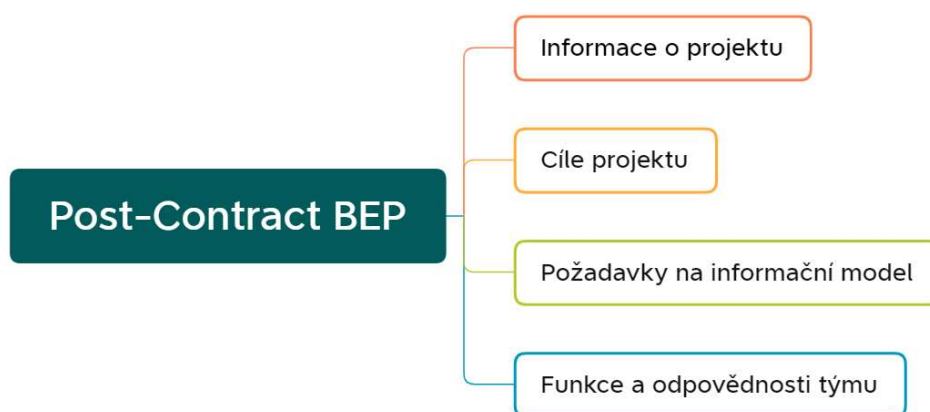 Post-Contract BEP
Informace o projektu
Cíle projektu
Požadavky na informační model
Funkce a odpovědnosti týmu